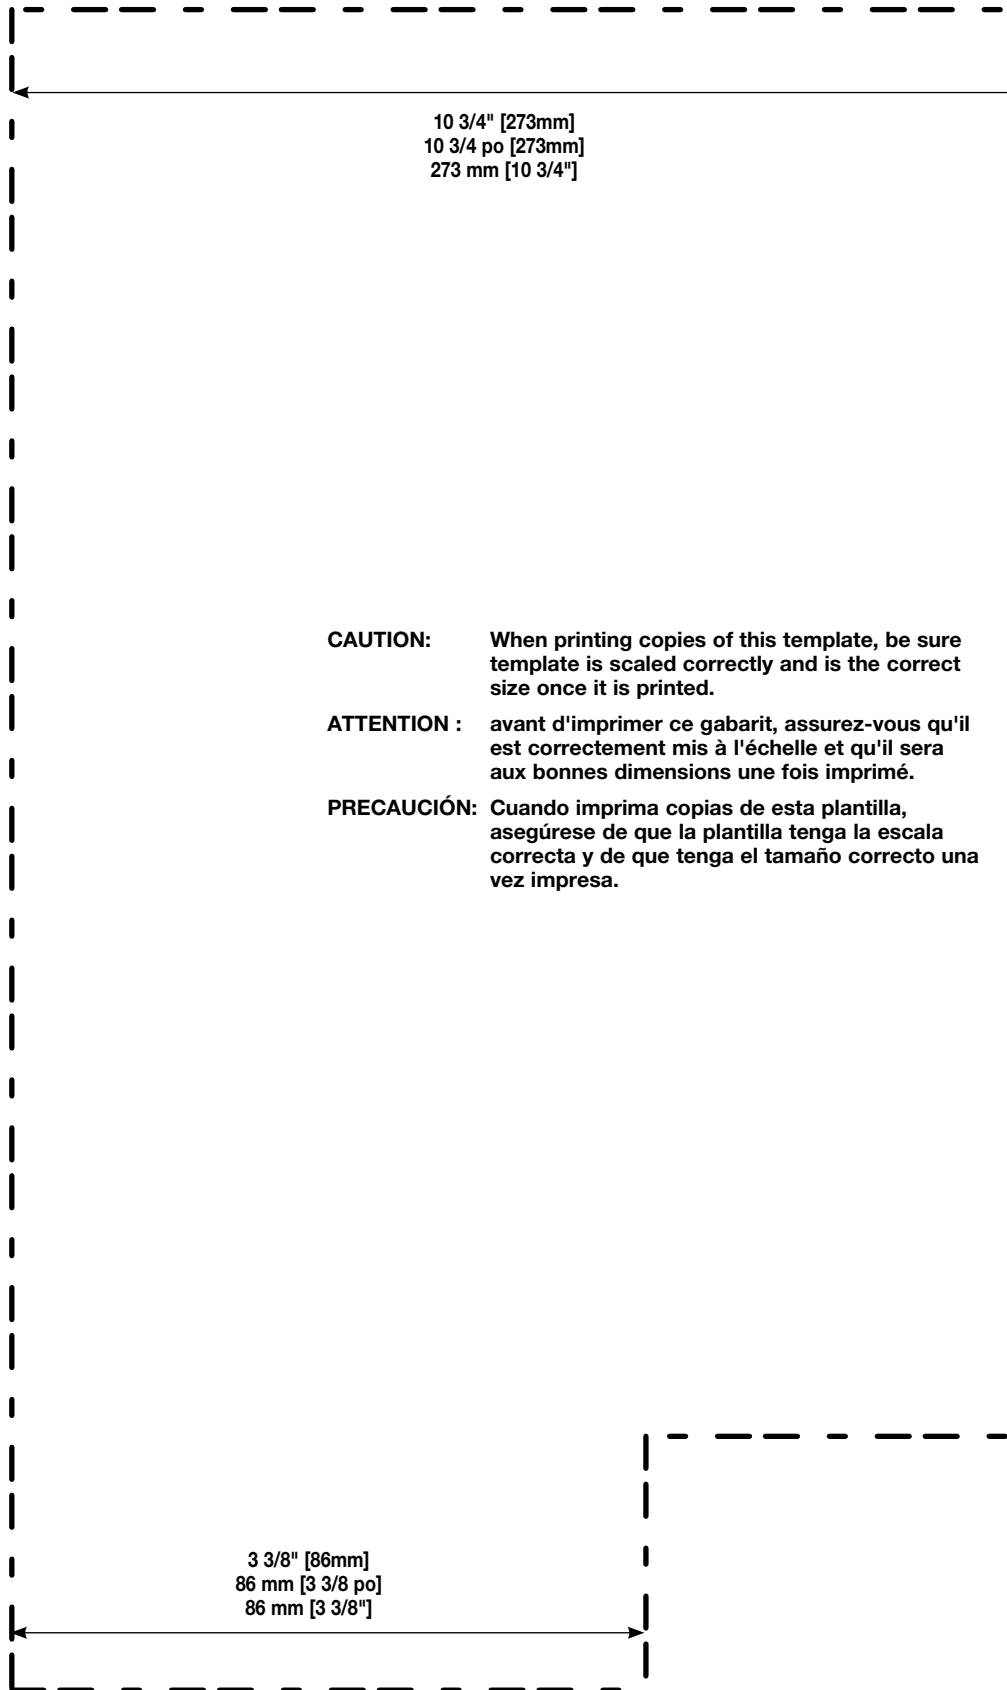 10 3/4" [273mm]
10 3/4 po [273mm]
273 mm [10 3/4"]
CAUTION: When printing copies of this template, be sure
template is scaled correctly and is the correct
size once it is printed.
ATTENTION : avant d'imprimer ce gabarit, assurez-vous qu'il
est correctement mis à l'échelle et qu'il sera
aux bonnes dimensions une fois imprimé.
PRECAUCIÓN: Cuando imprima copias de esta plantilla,
asegúrese de que la plantilla tenga la escala
correcta y de que tenga el tamaño correcto una
vez impresa.
3 3/8" [86mm]
86 mm [3 3/8 po]
86 mm [3 3/8"]